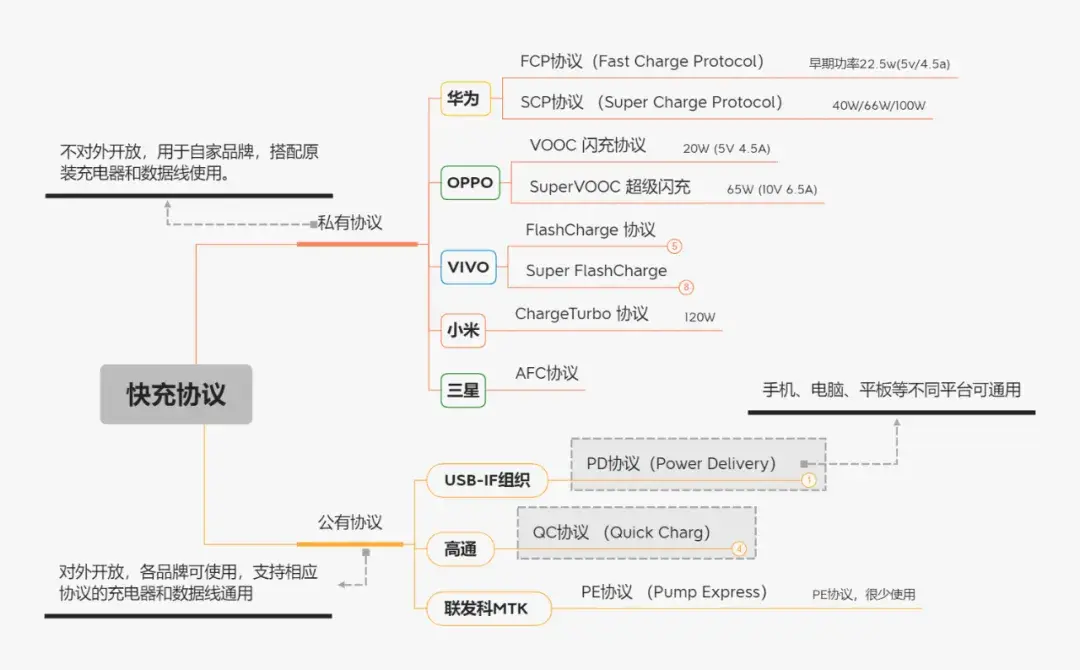 快充协议
私有协议
不对外开放，用于自家品牌，搭配原
装充电器和数据线使用。
华为
FCP协议（Fast Charge Protocol） 早期功率22.5w(5v/4.5a)
SCP协议 （Super Charge Protocol） 40W/66W/100W
OPPO
VOOC 闪充协议 20W (5V 4.5A)
SuperVOOC 超级闪充 65W (10V 6.5A)
VIVO
FlashCharge 协议 5
Super FlashCharge 8
小米
ChargeTurbo 协议 120W
三星
AFC协议
公有协议
对外开放，各品牌可使用，支持相应
协议的充电器和数据线通用
USB-IF组织
PD协议（Power Delivery） 1
手机、电脑、平板等不同平台可通用
高通
QC协议 （Quick Charg） 4
联发科MTK
PE协议 （Pump Express） PE协议，很少使用